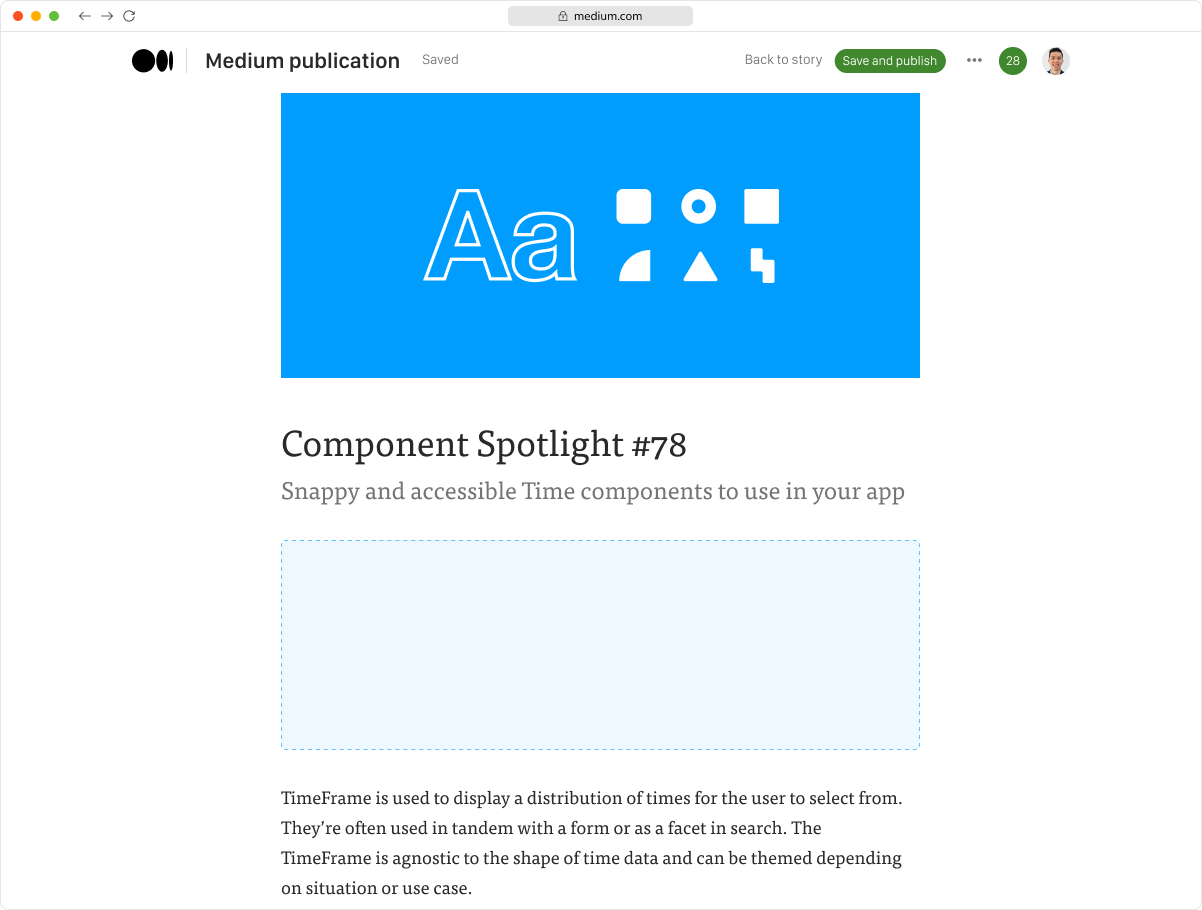 medium.com
Medium publication
Saved
Back to story
Save and publish
28
Aa
Component Spotlight #78
Snappy and accessible Time components to use in your app
TimeFrame is used to display a distribution of times for the user to select from.
They’re often used in tandem with a form or as a facet in search. The
TimeFrame is agnostic to the shape of time data and can be themed depending
on situation or use case.